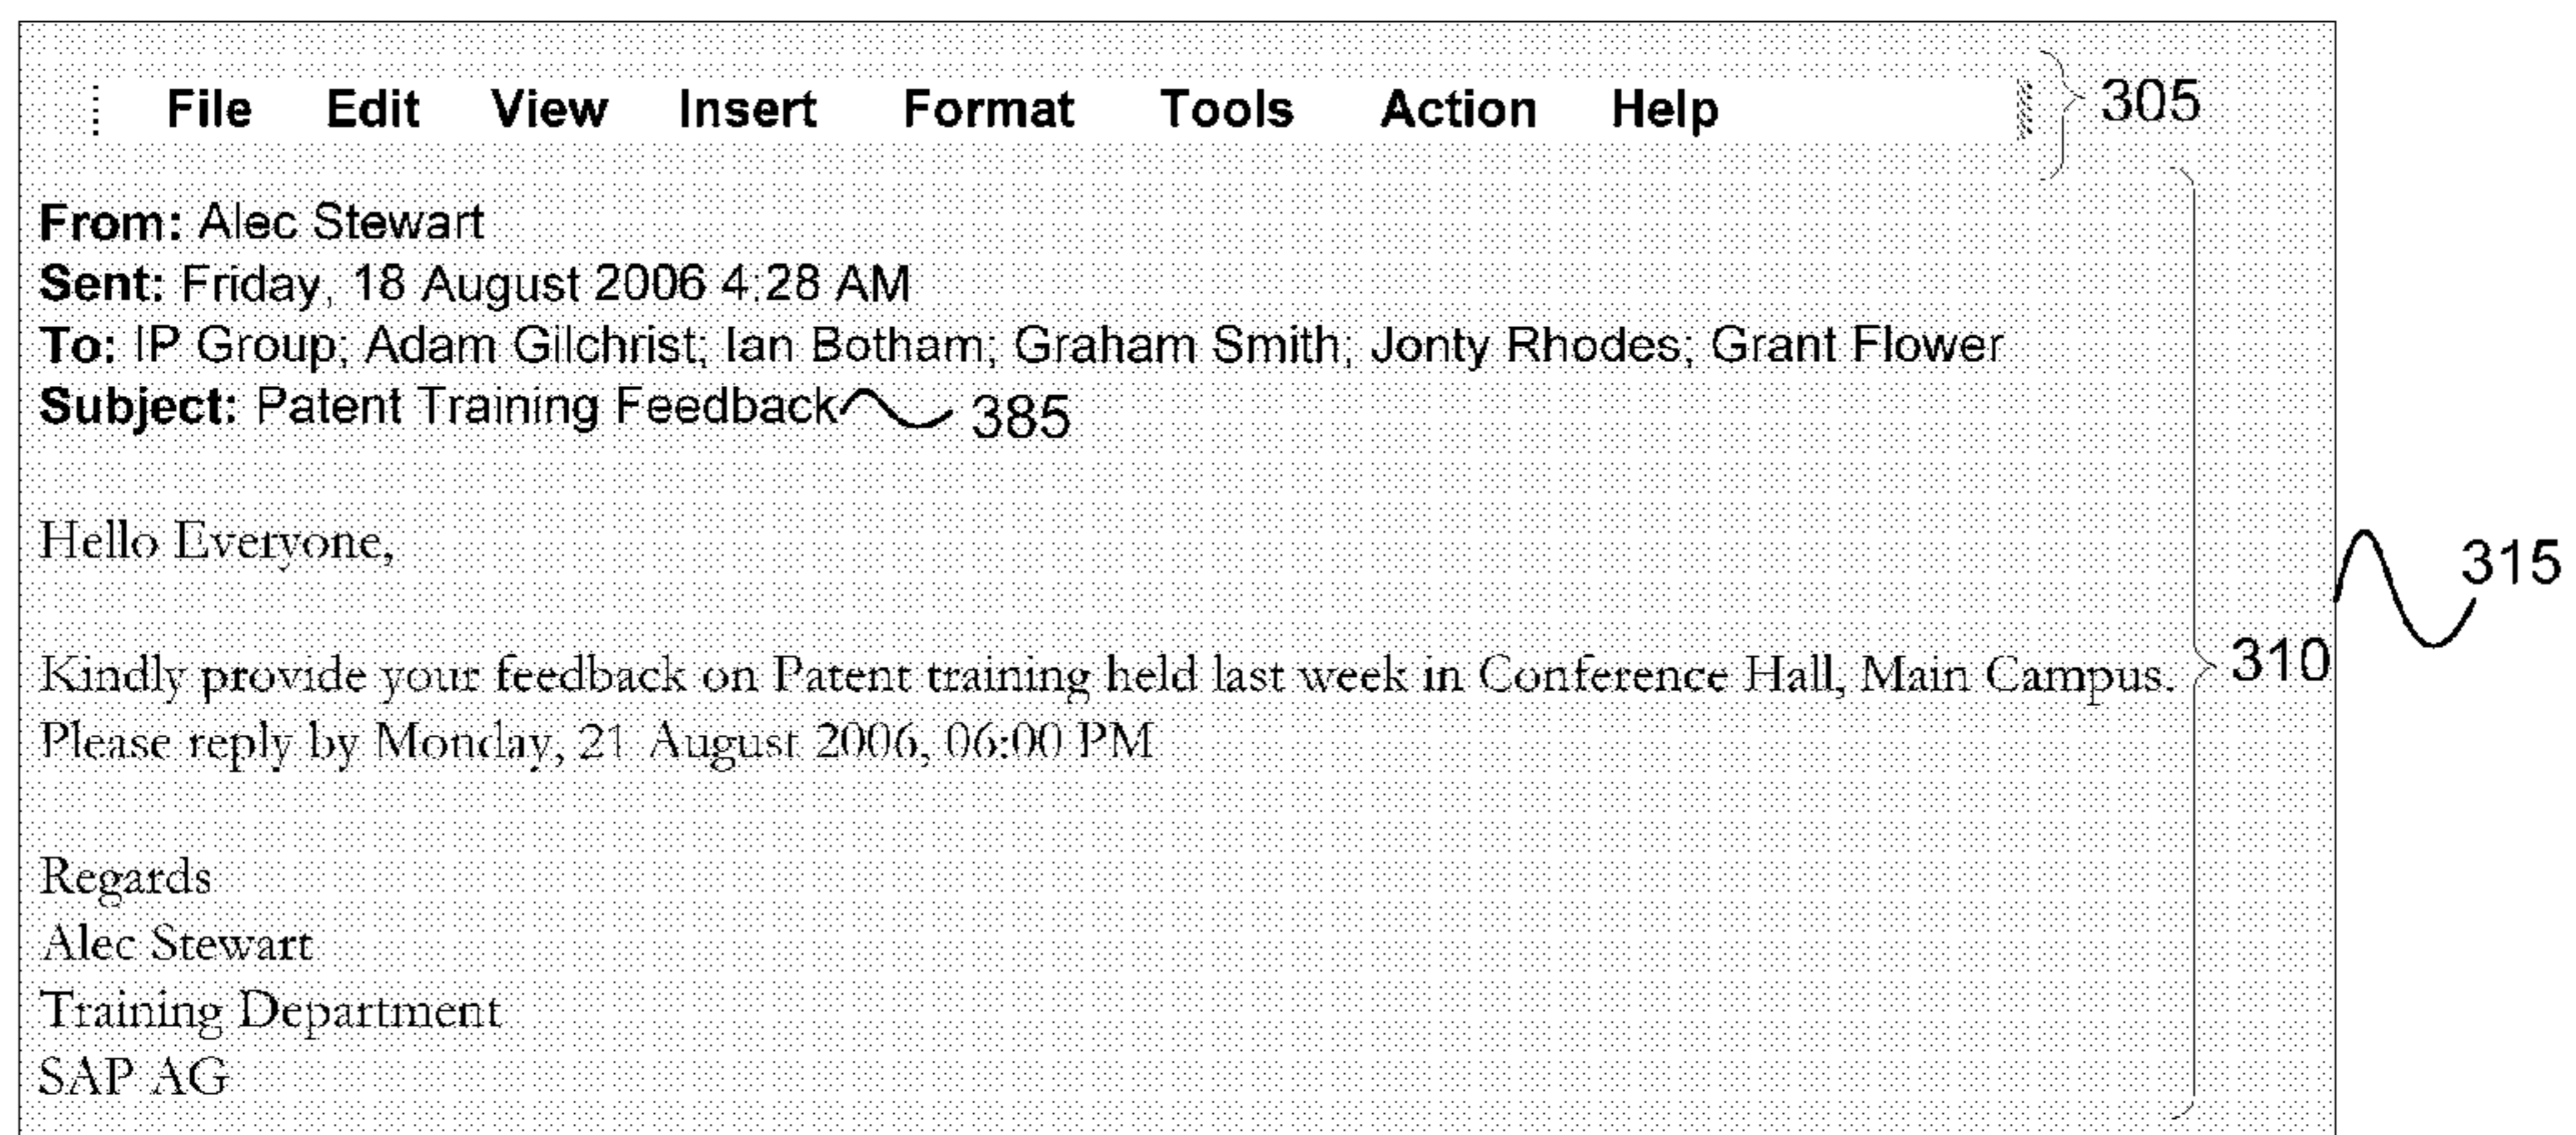 File Edit View Insert Format Tools Action Help 305
From: Alec Stewart
Sent: Friday, 18 August 2006 4:28 AM
To: IP Group; Adam Gilchrist; Ian Botham; Graham Smith; Jonty Rhodes; Grant Flower
Subject: Patent Training Feedback 385
Hello Everyone,
315
Kindly provide your feedback on Patent training held last week in Conference Hall, Main Campus. 310
Please reply by Monday, 21 August 2006, 06:00 PM
Regards
Alec Stewart
Training Department
SAP AG